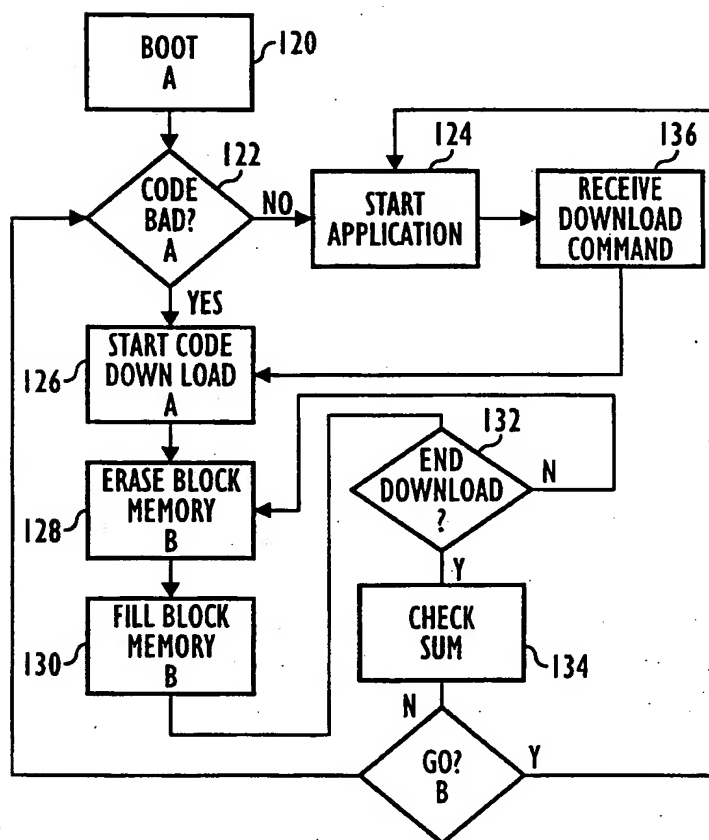 BOOT
A
120
CODE
BAD?
A
122
NO
YES
START
APPLICATION
124
RECEIVE
DOWNLOAD
COMMAND
136
START CODE
DOWN LOAD
A
126
ERASE BLOCK
MEMORY
B
128
FILL BLOCK
MEMORY
B
130
END
DOWNLOAD
?
132
N
Y
CHECK
SUM
134
N
GO?
B
Y